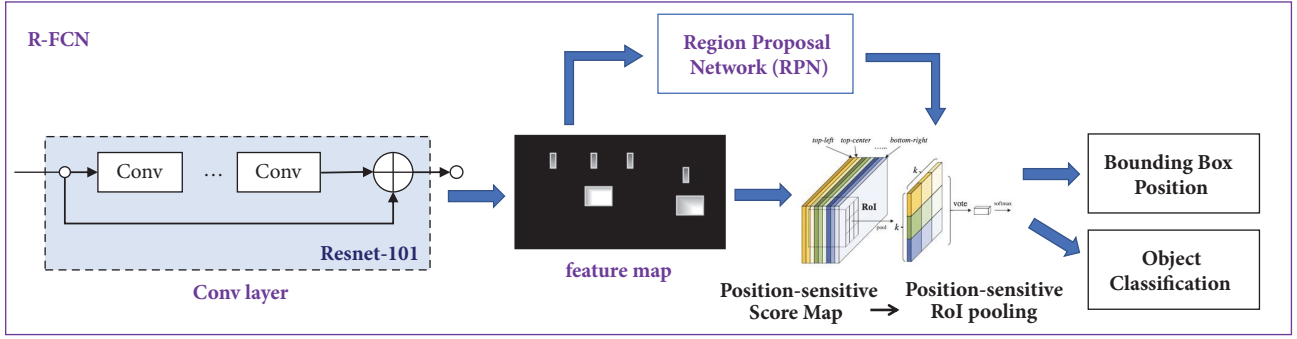 R-FCN
Region Proposal
Network (RPN)
Conv
...
Conv
Resnet-101
Conv layer
feature map
top-left
top-center
......
bottom-right
RoI
pool
k
k
vote
softmax
Position-sensitive
Score Map
Position-sensitive
RoI pooling
Bounding Box
Position
Object
Classification